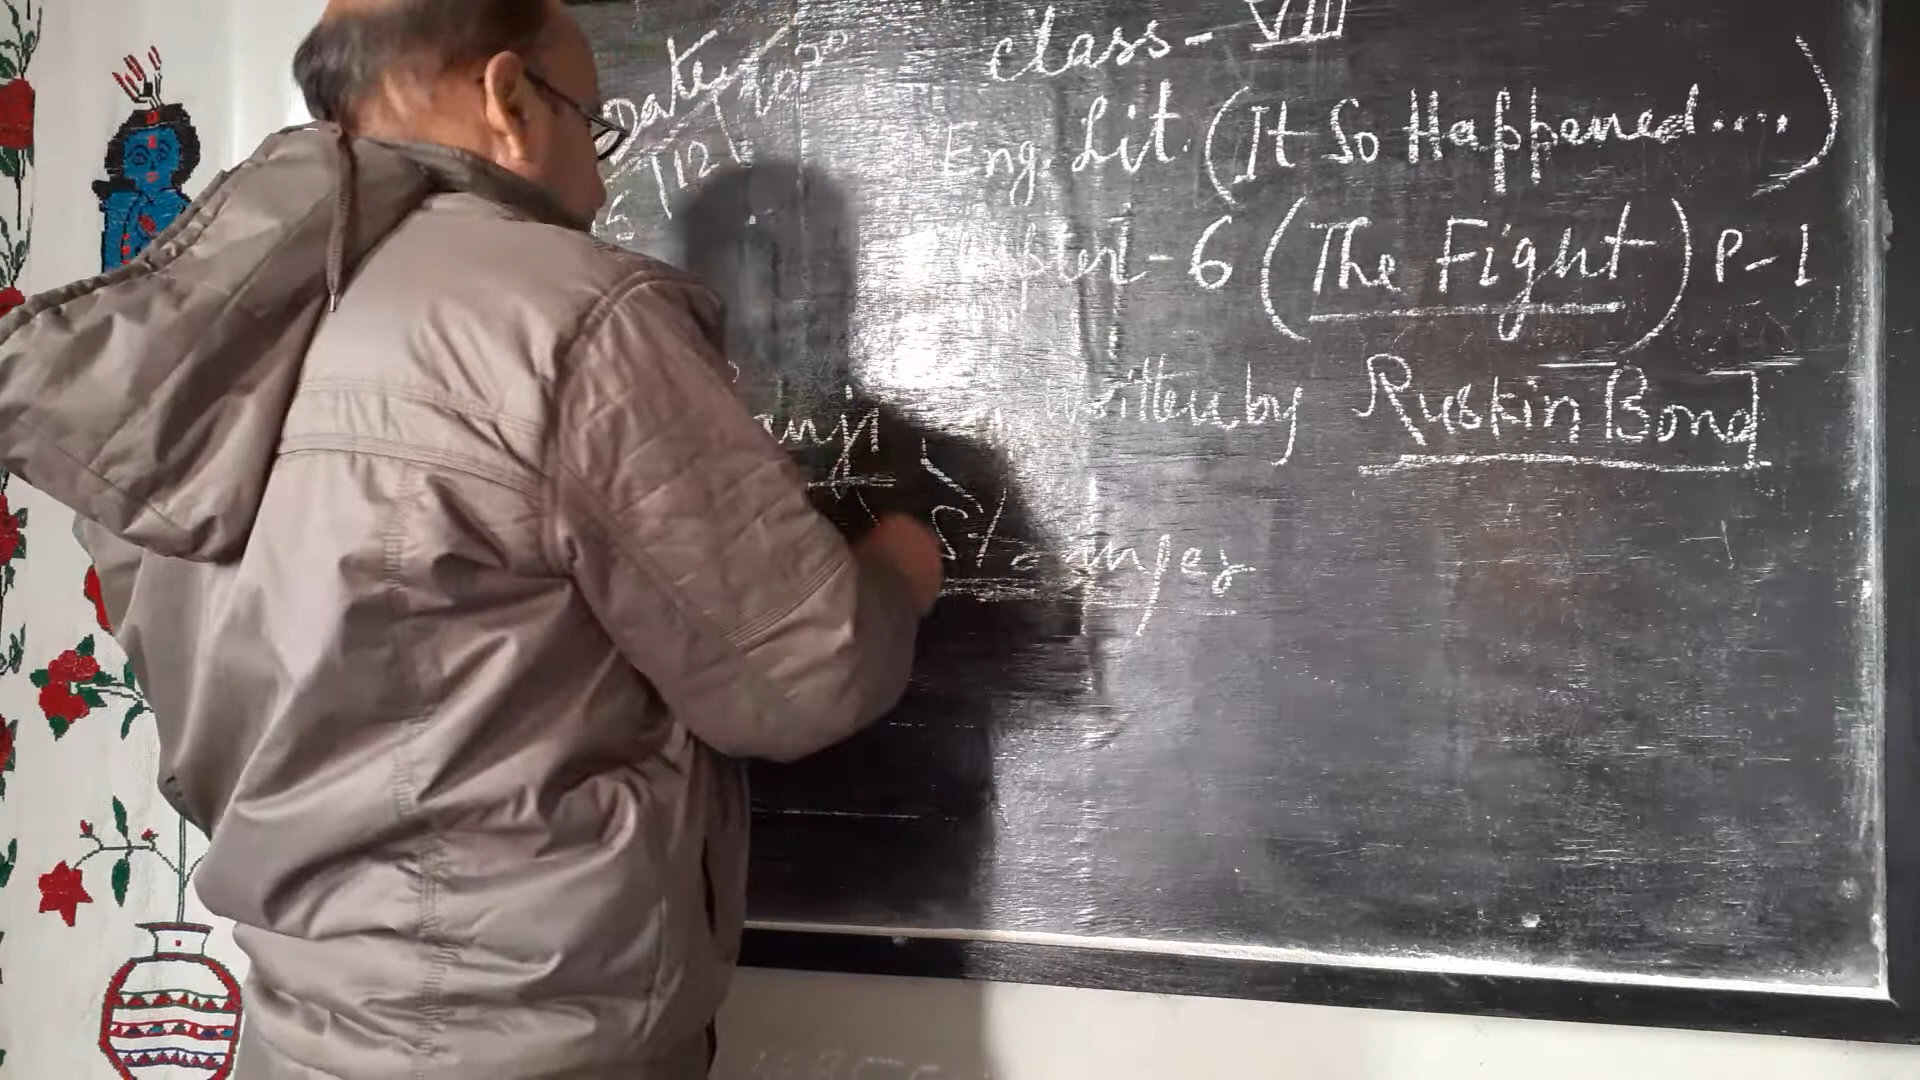 Date
5/12/2020
Class - VIII
Eng. Lit. (It So Happened....)
- 6 (The Fight) P-1
written by Ruskin Bond
Stranger